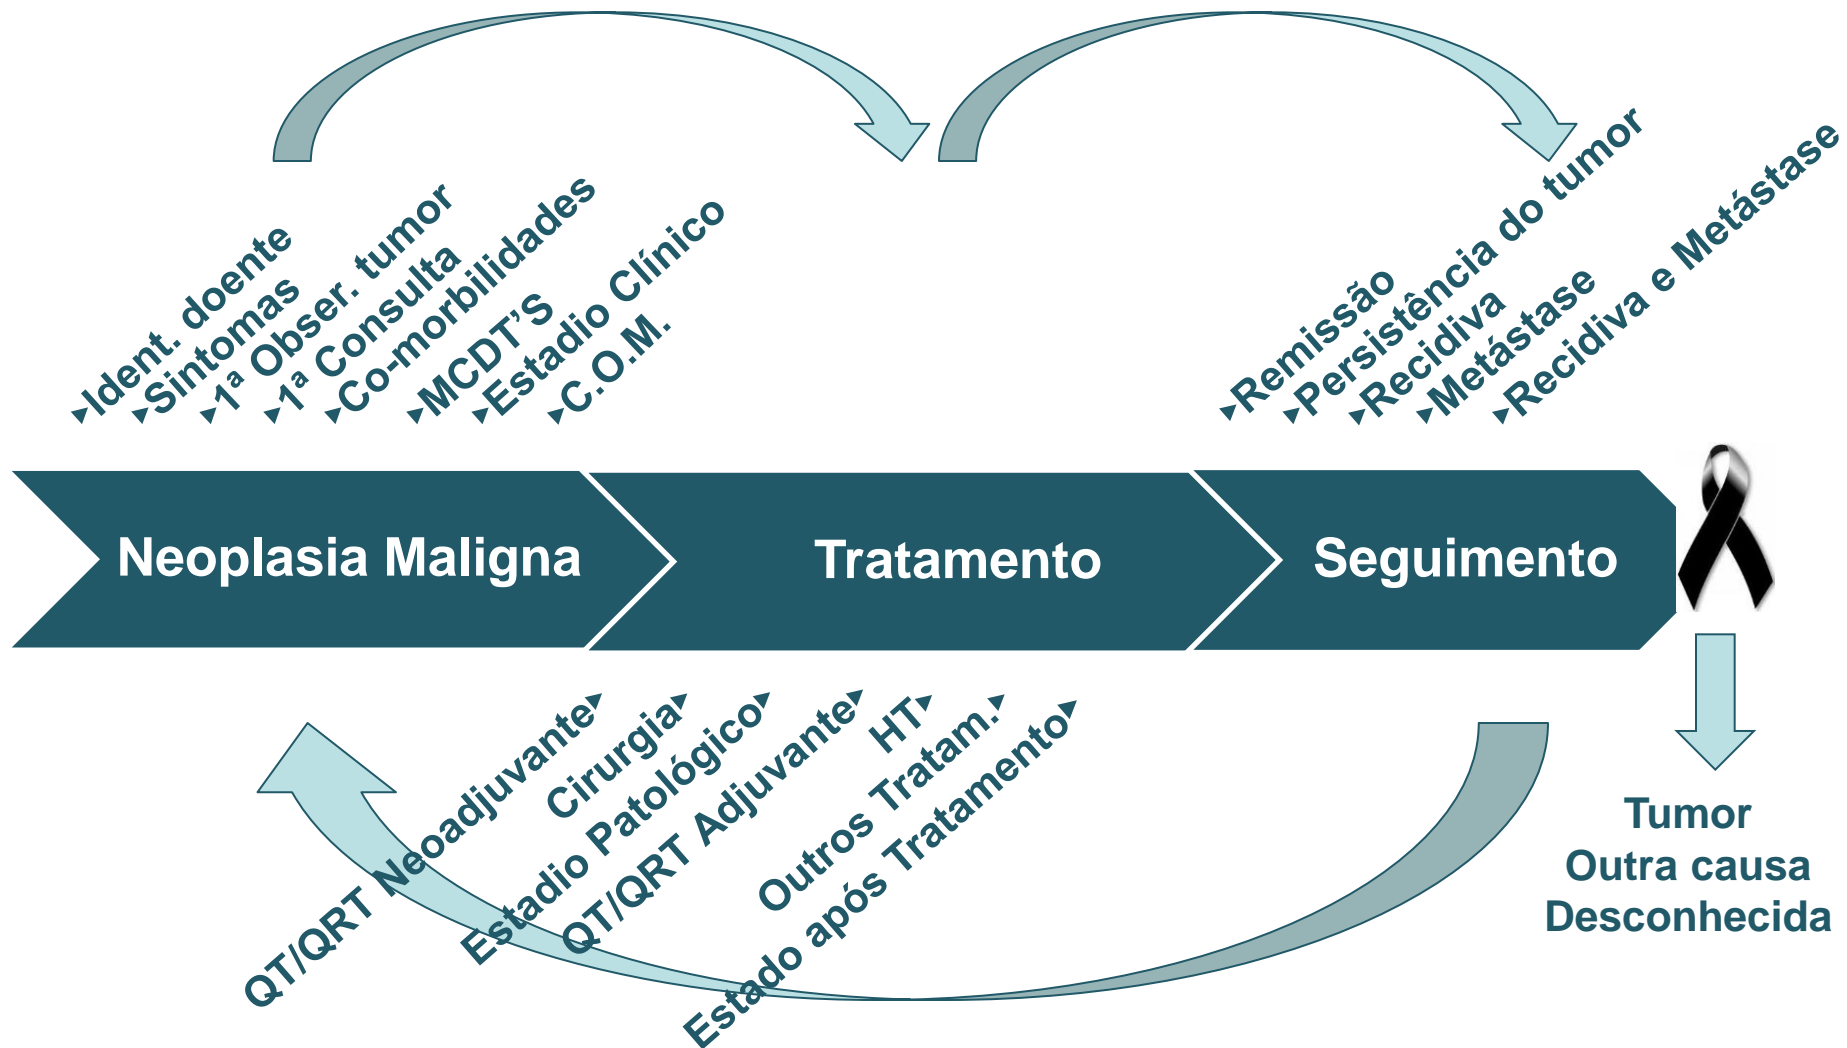 Ident. doente
Sintomas
1ª Obser. tumor
1ª Consulta
Co-morbilidades
MCDT’S
Estadio Clínico
C.O.M.
Remissão
Persistência do tumor
Recidiva
Metástase
Recidiva e Metástase
Neoplasia Maligna
Tratamento
Seguimento
QT/QRT Neoadjuvante
Cirurgia
Estadio Patológico
QT/QRT Adjuvante
HT
Outros Tratam.
Estado após Tratamento
Tumor
Outra causa
Desconhecida